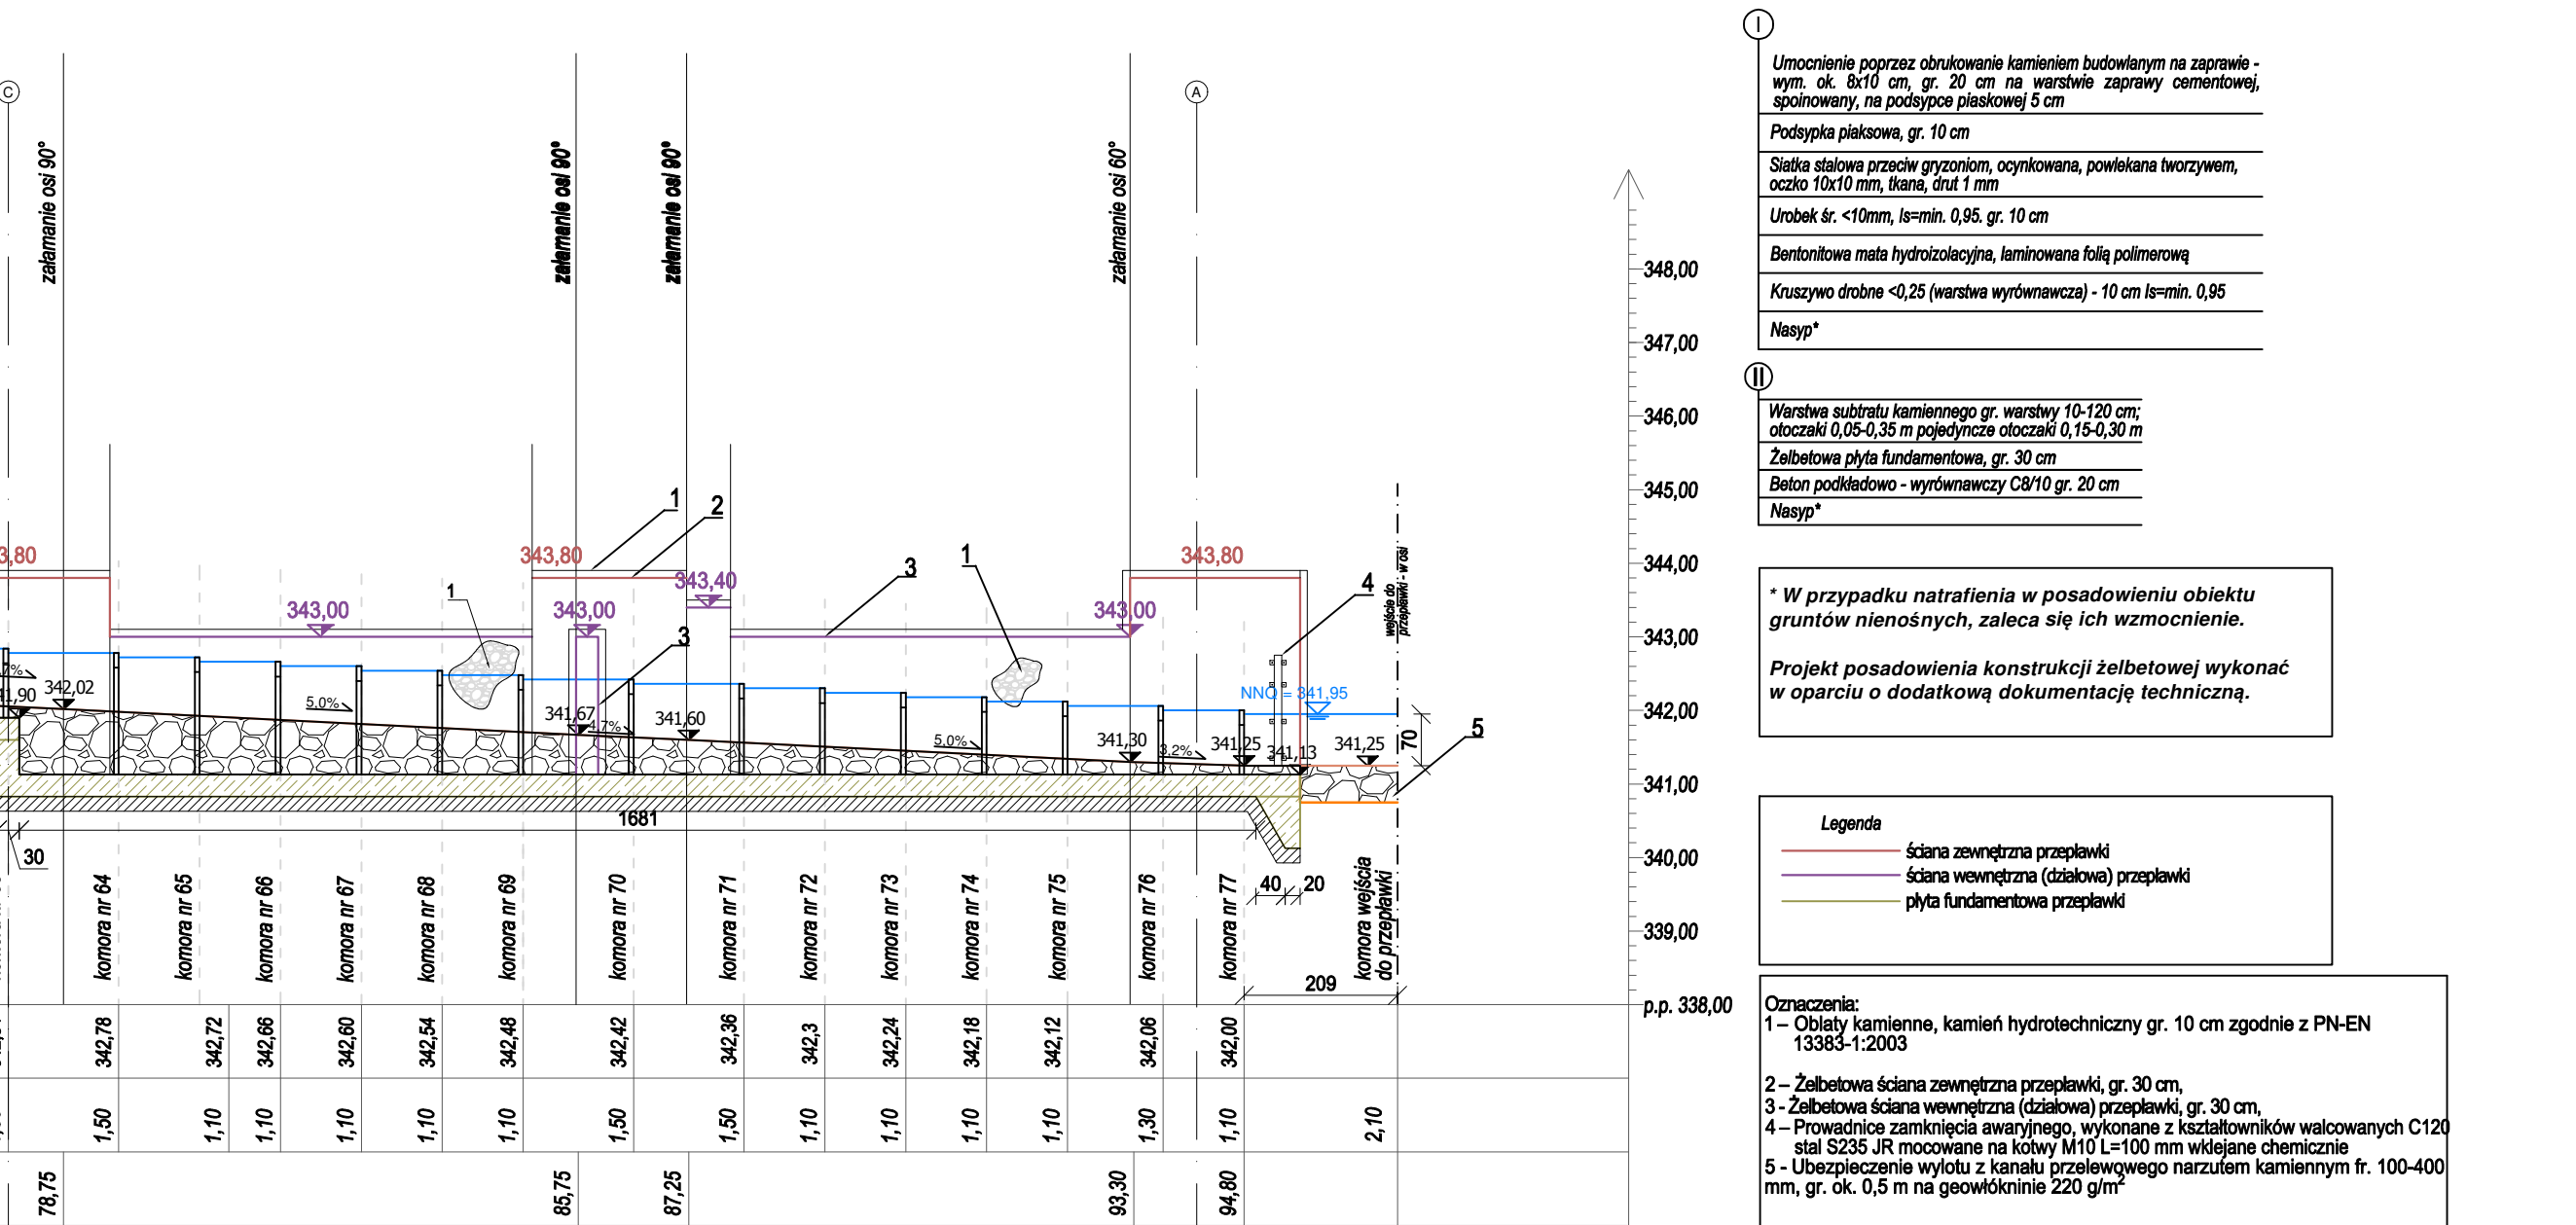 C
A
załamanie osi 90°
załamanie osi 90°
załamanie osi 90°
załamanie osi 60°
3,80
343,80
343,80
343,00
343,00
343,40
343,00
1
2
3
1
1
3
4
5
wejście do
przepławki - w osi
NNQ = 341,95
7%
41,90
342,02
5.0%
341,67
4,7%
341,60
5.0%
341,30
3.2%
341,25
341,13
341,25
70
1681
30
40
20
209
komora nr 64
komora nr 65
komora nr 66
komora nr 67
komora nr 68
komora nr 69
komora nr 70
komora nr 71
komora nr 72
komora nr 73
komora nr 74
komora nr 75
komora nr 76
komora nr 77
komora wejścia
do przepławki
342,78
342,72
342,66
342,60
342,54
342,48
342,42
342,36
342,3
342,24
342,18
342,12
342,06
342,00
1,50
1,10
1,10
1,10
1,10
1,10
1,50
1,50
1,10
1,10
1,10
1,10
1,30
1,10
2,10
78,75
85,75
87,25
93,30
94,80
348,00
347,00
346,00
345,00
344,00
343,00
342,00
341,00
340,00
339,00
p.p. 338,00
I
Umocnienie poprzez obrukowanie kamieniem budowlanym na zaprawie -
wym. ok. 8x10 cm, gr. 20 cm na warstwie zaprawy cementowej,
spoinowany, na podsypce piaskowej 5 cm
Podsypka piaksowa, gr. 10 cm
Siatka stalowa przeciw gryzoniom, ocynkowana, powlekana tworzywem,
oczko 10x10 mm, tkana, drut 1 mm
Urobek śr. <10mm, Is=min. 0,95. gr. 10 cm
Bentonitowa mata hydroizolacyjna, laminowana folią polimerową
Kruszywo drobne <0,25 (warstwa wyrównawcza) - 10 cm Is=min. 0,95
Nasyp*
II
Warstwa subtratu kamiennego gr. warstwy 10-120 cm;
otoczaki 0,05-0,35 m pojedyncze otoczaki 0,15-0,30 m
Żelbetowa płyta fundamentowa, gr. 30 cm
Beton podkładowo - wyrównawczy C8/10 gr. 20 cm
Nasyp*
* W przypadku natrafienia w posadowieniu obiektu
gruntów nienośnych, zaleca się ich wzmocnienie.
Projekt posadowienia konstrukcji żelbetowej wykonać
w oparciu o dodatkową dokumentację techniczną.
Legenda
ściana zewnętrzna przepławki
ściana wewnętrzna (działowa) przepławki
płyta fundamentowa przepławki
Oznaczenia:
1 – Oblaty kamienne, kamień hydrotechniczny gr. 10 cm zgodnie z PN-EN
13383-1:2003
2 – Żelbetowa ściana zewnętrzna przepławki, gr. 30 cm,
3 - Żelbetowa ściana wewnętrzna (działowa) przepławki, gr. 30 cm,
4 – Prowadnice zamknięcia awaryjnego, wykonane z kształtowników walcowanych C120
stal S235 JR mocowane na kotwy M10 L=100 mm wklejane chemicznie
5 - Ubezpieczenie wylotu z kanału przelewowego narzutem kamiennym fr. 100-400
mm, gr. ok. 0,5 m na geowłókninie 220 g/m²